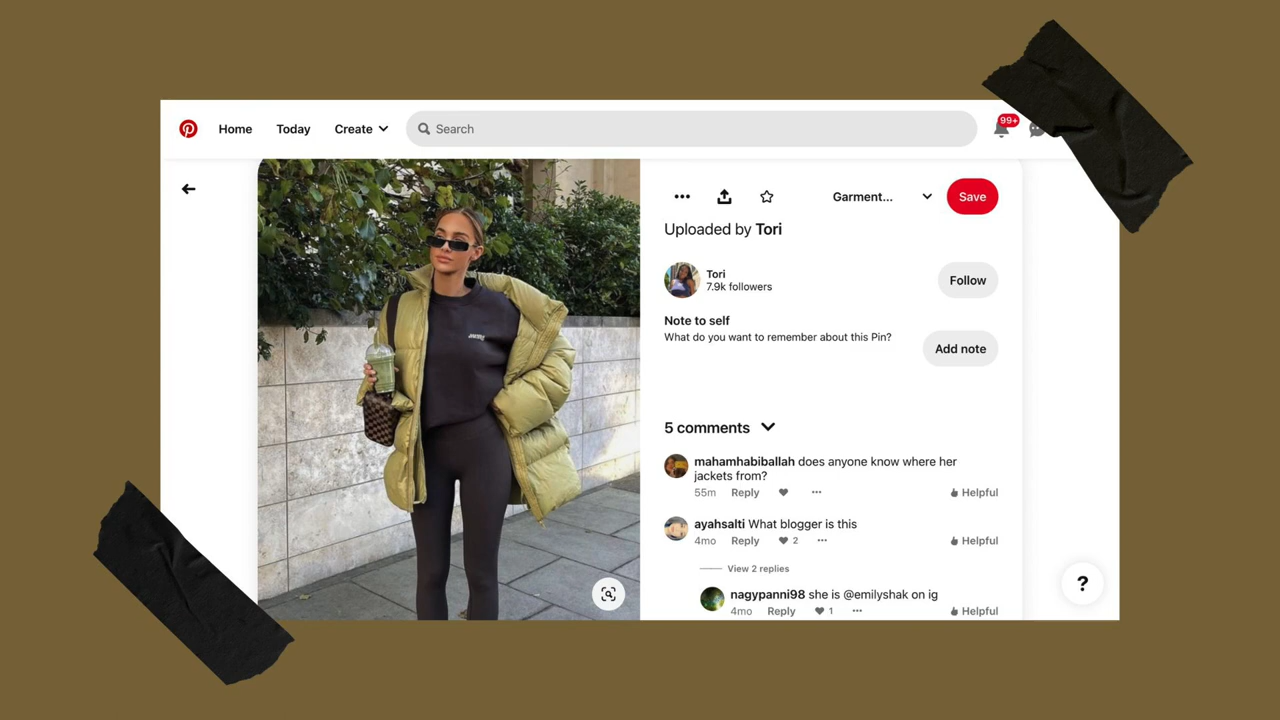 Home
Today
Create
Search
99+
Garment...
Save
Uploaded by Tori
Tori
7.9k followers
Follow
Note to self
What do you want to remember about this Pin?
Add note
5 comments
mahamhabiballah does anyone know where her
jackets from?
55m Reply Helpful
ayahsalti What blogger is this
4mo Reply 2 Helpful
View 2 replies
nagypanni98 she is @emilyshak on ig
4mo Reply 1 Helpful
?